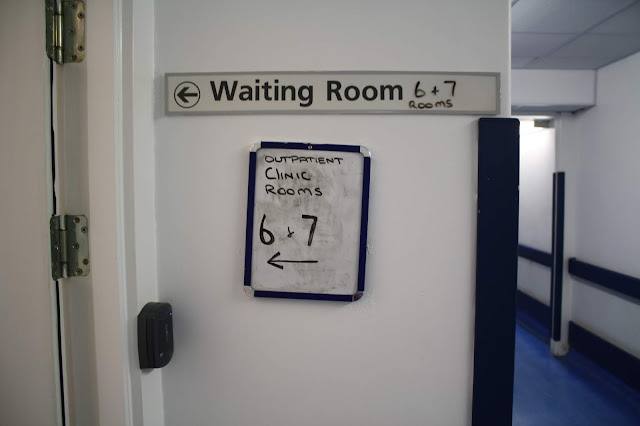 Waiting Room 6 + 7
ROOMS
OUTPATIENT
CLINIC
ROOMS
6 & 7